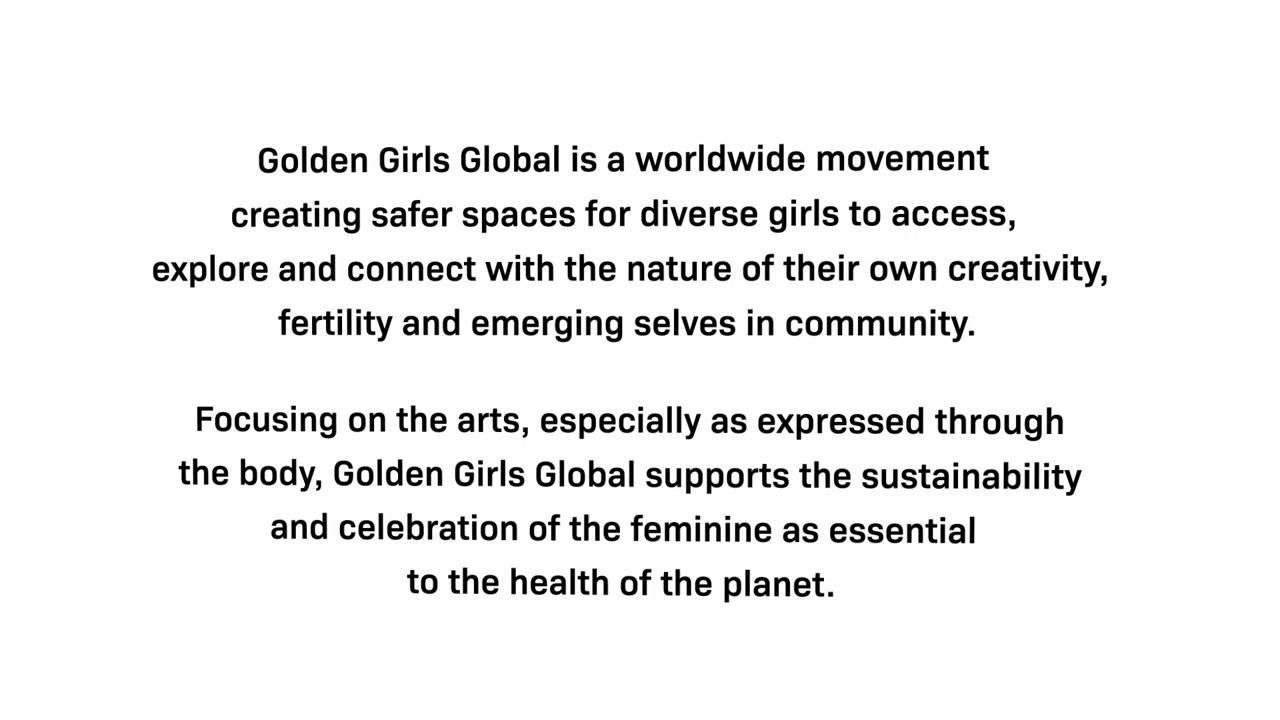 Golden Girls Global is a worldwide movement
creating safer spaces for diverse girls to access,
explore and connect with the nature of their own creativity,
fertility and emerging selves in community.
Focusing on the arts, especially as expressed through
the body, Golden Girls Global supports the sustainability
and celebration of the feminine as essential
to the health of the planet.